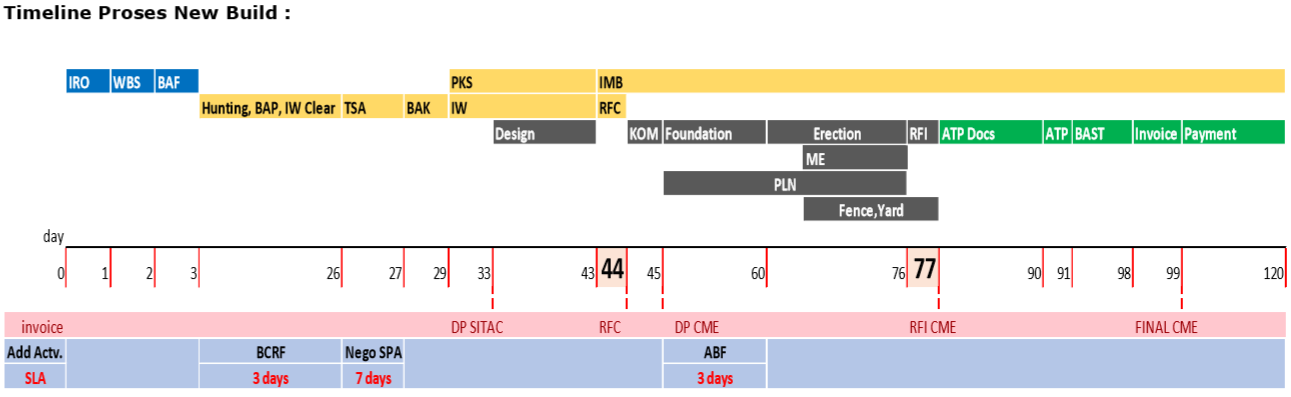 Timeline Proses New Build :
IRO WBS BAF PKS IMB
Hunting, BAP, IW Clear TSA BAK IW RFC
Design KOM Foundation Erection RFI ATP Docs ATP BAST Invoice Payment
ME
PLN
Fence,Yard
day
0 1 2 3 26 27 29 33 43 44 45 60 76 77 90 91 98 99 120
invoice DP SITAC RFC DP CME RFI CME FINAL CME
Add Actv. BCRF Nego SPA ABF
SLA 3 days 7 days 3 days